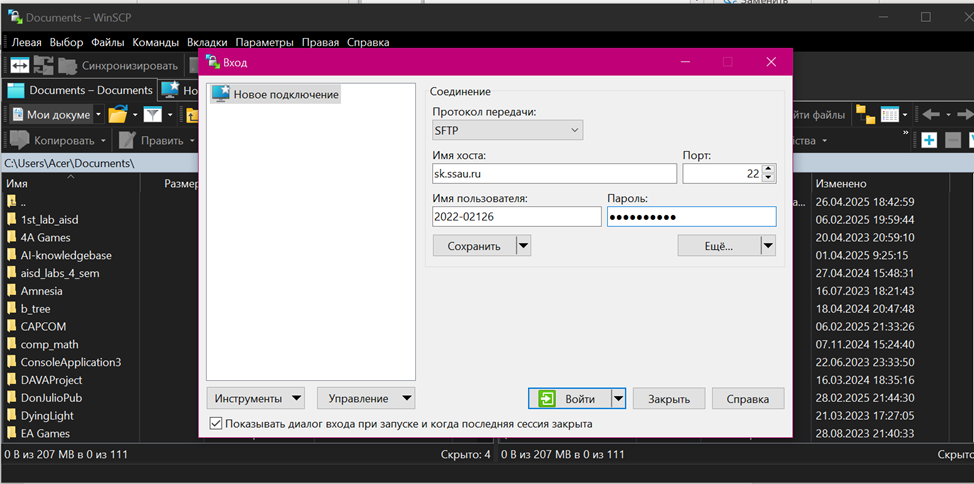 Заменить
Documents – WinSCP
Левая Выбор Файлы Команды Вкладки Параметры Правая Справка
Синхронизировать
Documents – Documents
Мои докуме
йти файлы
Копировать
Править
C:\Users\Acer\Documents\
Имя
Размер
Изменено
..
26.04.2025 18:42:59
1st_lab_aisd
06.02.2025 19:59:44
4A Games
20.04.2023 20:59:10
AI-knowledgebase
01.04.2025 9:25:15
aisd_labs_4_sem
27.04.2024 15:48:31
Amnesia
16.07.2023 18:21:43
b_tree
18.04.2024 20:47:48
CAPCOM
06.02.2025 21:33:26
comp_math
07.11.2024 15:24:40
ConsoleApplication3
22.06.2023 23:33:50
DAVAProject
16.03.2024 18:35:16
DonJulioPub
28.02.2025 21:44:30
DyingLight
21.03.2023 17:27:05
EA Games
28.08.2023 21:40:33
0 B из 207 MB в 0 из 111
Скрыто: 4
0 B из 207 MB в 0 из 111
Скрыто:
Вход
Новое подключение
Соединение
Протокол передачи:
SFTP
Имя хоста:
Порт:
sk.ssau.ru
22
Имя пользователя:
Пароль:
2022-02126
●●●●●●●●●●
Сохранить
Ещё...
Инструменты
Управление
Войти
Закрыть
Справка
Показывать диалог входа при запуске и когда последняя сессия закрыта